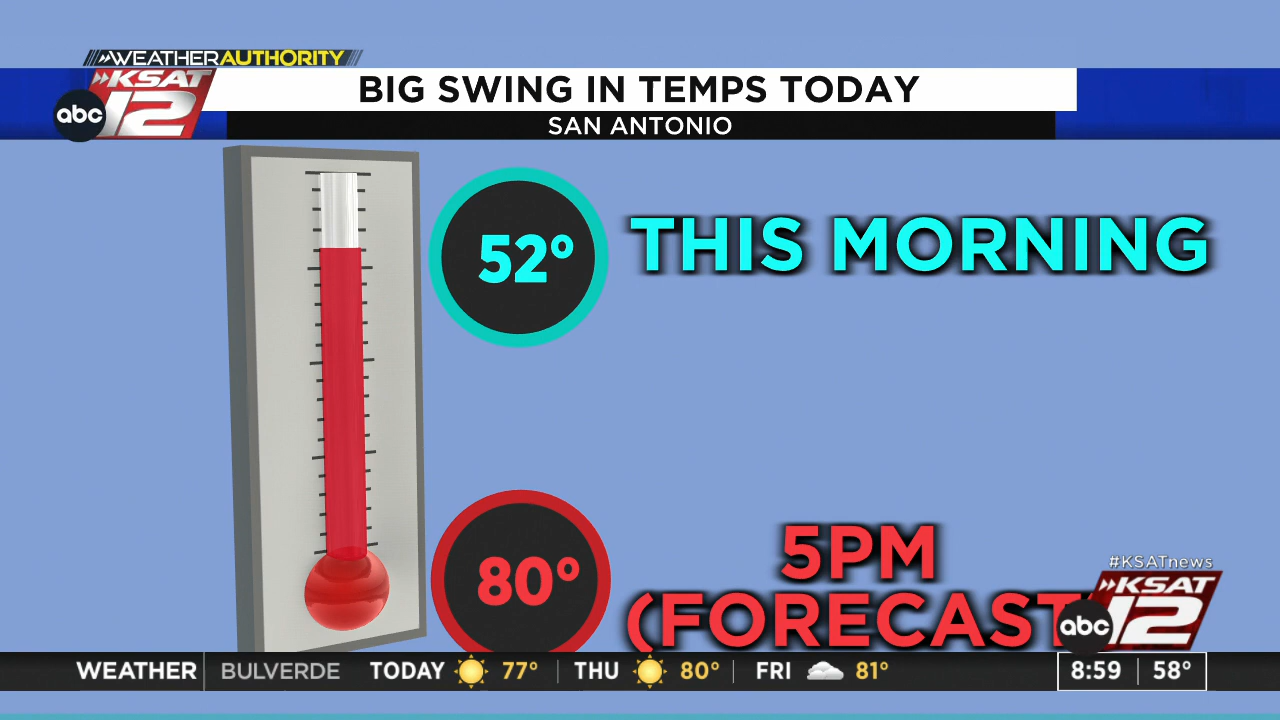 WEATHERAUTHORITY
KSAT
abc 12
BIG SWING IN TEMPS TODAY
SAN ANTONIO
52° THIS MORNING
80° 5PM
(FORECAST
#KSATnews
KSAT
abc 12
WEATHER BULVERDE TODAY 77° THU 80° FRI 81° 8:59 58°